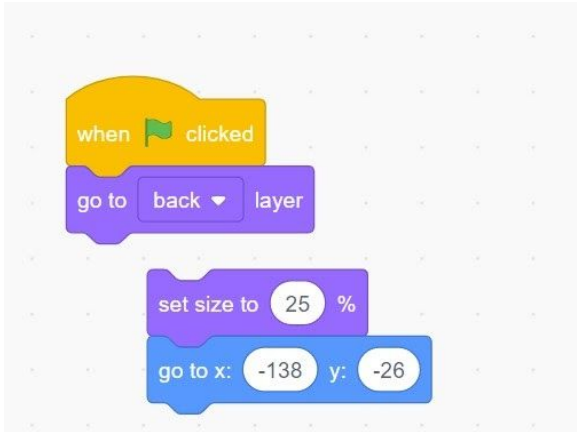 when clicked
go to back layer
set size to 25 %
go to x: -138 y: -26